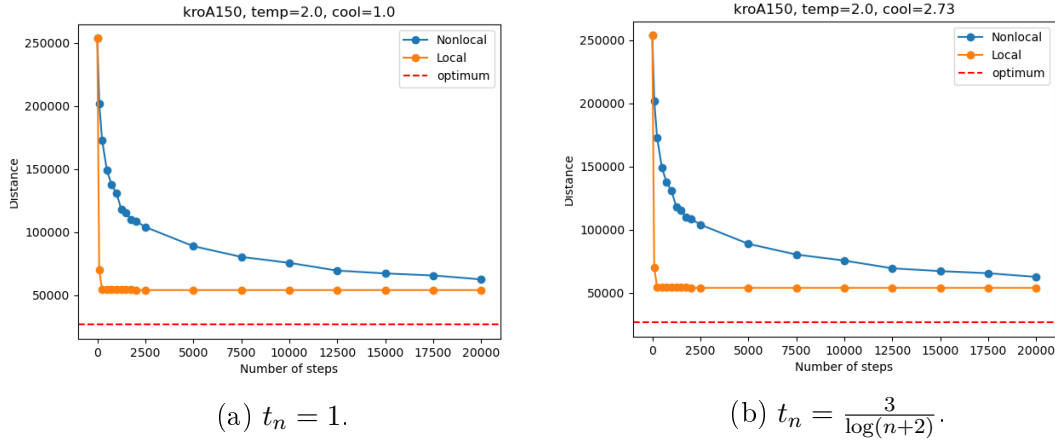 kroA150, temp=2.0, cool=1.0
250000
200000
150000
100000
50000
Distance
Nonlocal
Local
optimum
0 2500 5000 7500 10000 12500 15000 17500 20000
Number of steps
(a) tₙ = 1.
kroA150, temp=2.0, cool=2.73
250000
200000
150000
100000
50000
Distance
Nonlocal
Local
optimum
0 2500 5000 7500 10000 12500 15000 17500 20000
Number of steps
(b) tₙ = 3/log(n+2).